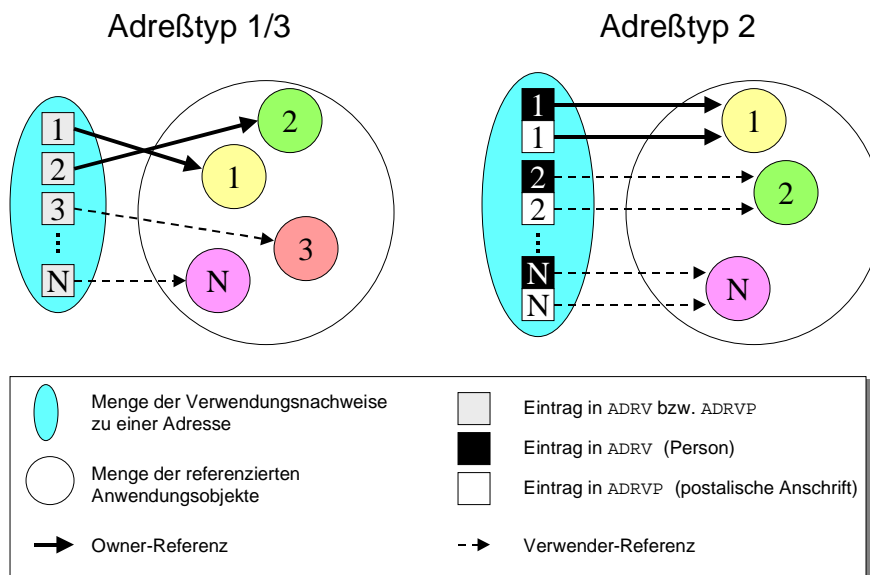 Adreßtyp 1/3
Adreßtyp 2
1
2
3
N
2
1
3
N
1
1
2
2
N
N
1
2
N
Menge der Verwendungsnachweise
zu einer Adresse
Menge der referenzierten
Anwendungsobjekte
Owner-Referenz
Eintrag in ADRV bzw. ADRVP
Eintrag in ADRV (Person)
Eintrag in ADRVP (postalische Anschrift)
Verwender-Referenz